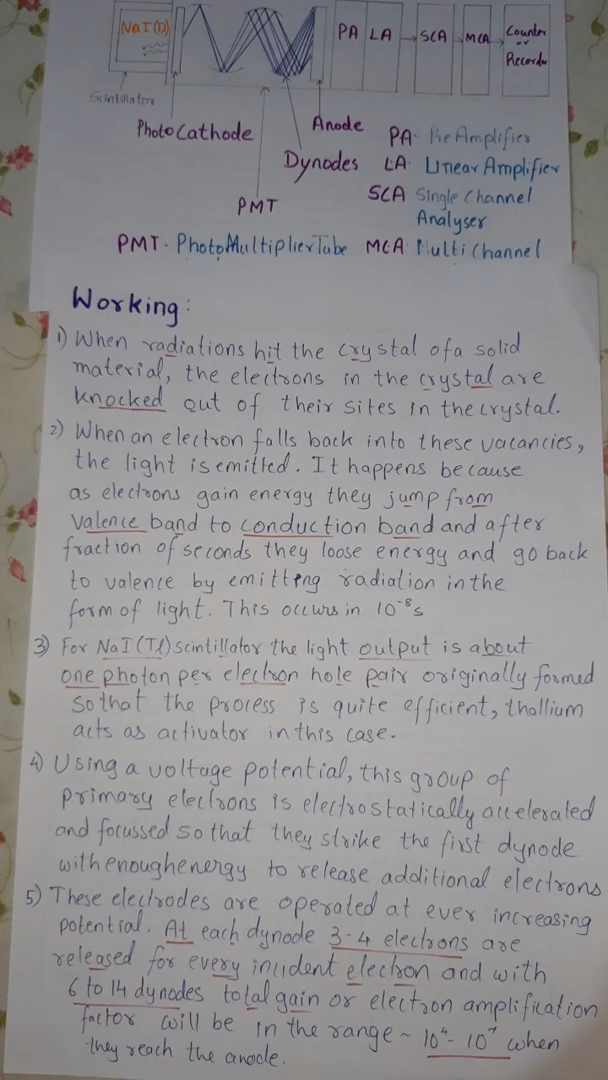 NaI(Tl)
PA LA SCA MCA Counter
or
Recorder
Scintillator
PhotoCathode
Anode
Dynodes
PMT
PA. PreAmplifier
LA. Linear Amplifier
SCA Single Channel
Analyser
PMT. PhotoMultiplierTube MCA Multi Channel
Working:
1) When radiations hit the crystal of a solid
material, the electrons in the crystal are
knocked out of their sites in the crystal.
2) When an electron falls back into these vacancies,
the light is emitted. It happens because
as electrons gain energy they jump from
valence band to conduction band and after
fraction of seconds they loose energy and go back
to valence by emitting radiation in the
form of light. This occurs in 10⁻⁸s
3) For NaI(Tl) scintillator the light output is about
one photon per electron hole pair originally formed
so that the process is quite efficient, thallium
acts as activator in this case.
4) Using a voltage potential, this group of
primary electrons is electrostatically accelerated
and focussed so that they strike the first dynode
with enough energy to release additional electrons
5) These electrodes are operated at ever increasing
potential. At each dynode 3-4 electrons are
released for every incident electron and with
6 to 14 dynodes total gain or electron amplification
factor will be in the range ~ 10⁴- 10⁷ when
they reach the anode.